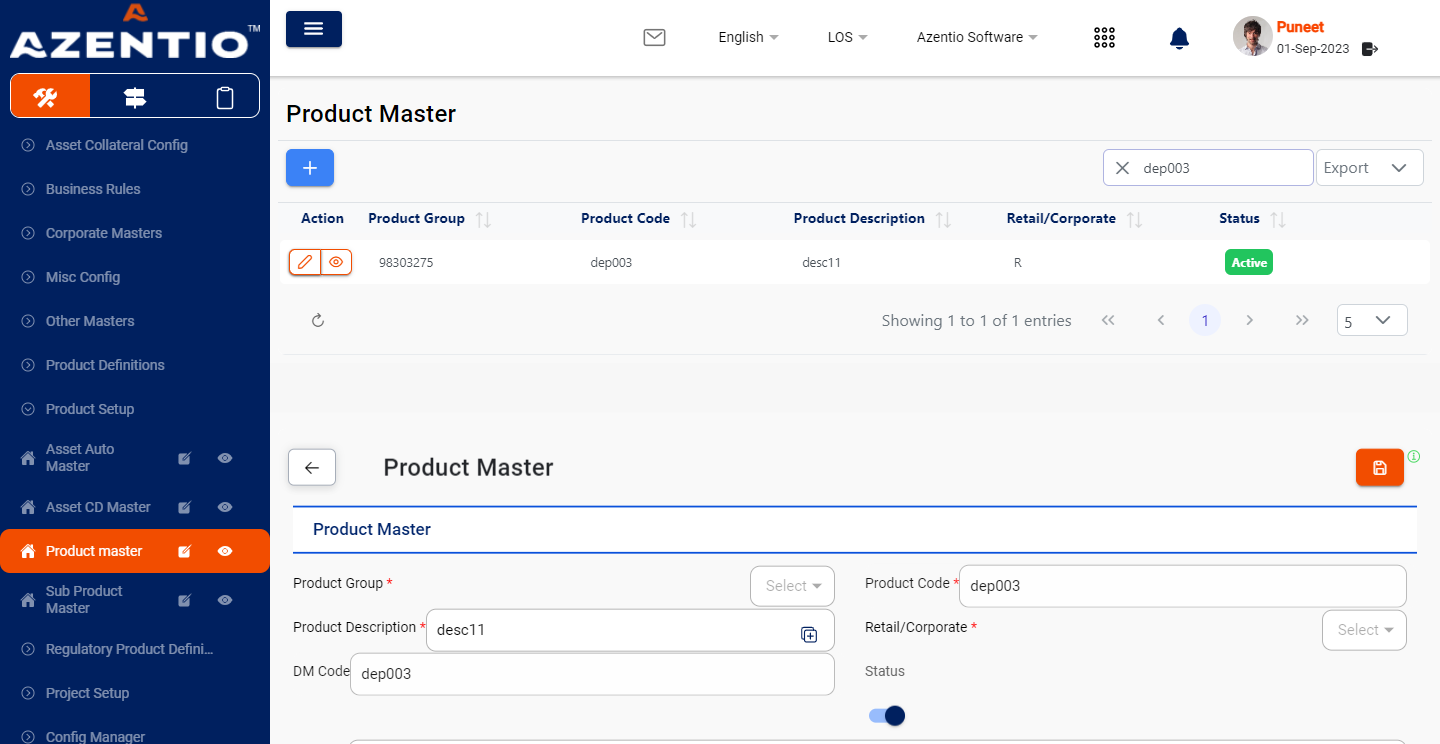 AZENTIO™
English
LOS
Azentio Software
Puneet
01-Sep-2023
Asset Collateral Config
Business Rules
Corporate Masters
Misc Config
Other Masters
Product Definitions
Product Setup
Asset Auto
Master
Asset CD Master
Product master
Sub Product
Master
Regulatory Product Defini...
Project Setup
Config Manager
Product Master
dep003
Export
Action Product Group Product Code Product Description Retail/Corporate Status
98303275 dep003 desc11 R Active
Showing 1 to 1 of 1 entries 1 5
Product Master
Product Master
Product Group * Select Product Code * dep003
Product Description * desc11 Retail/Corporate * Select
DM Code dep003 Status